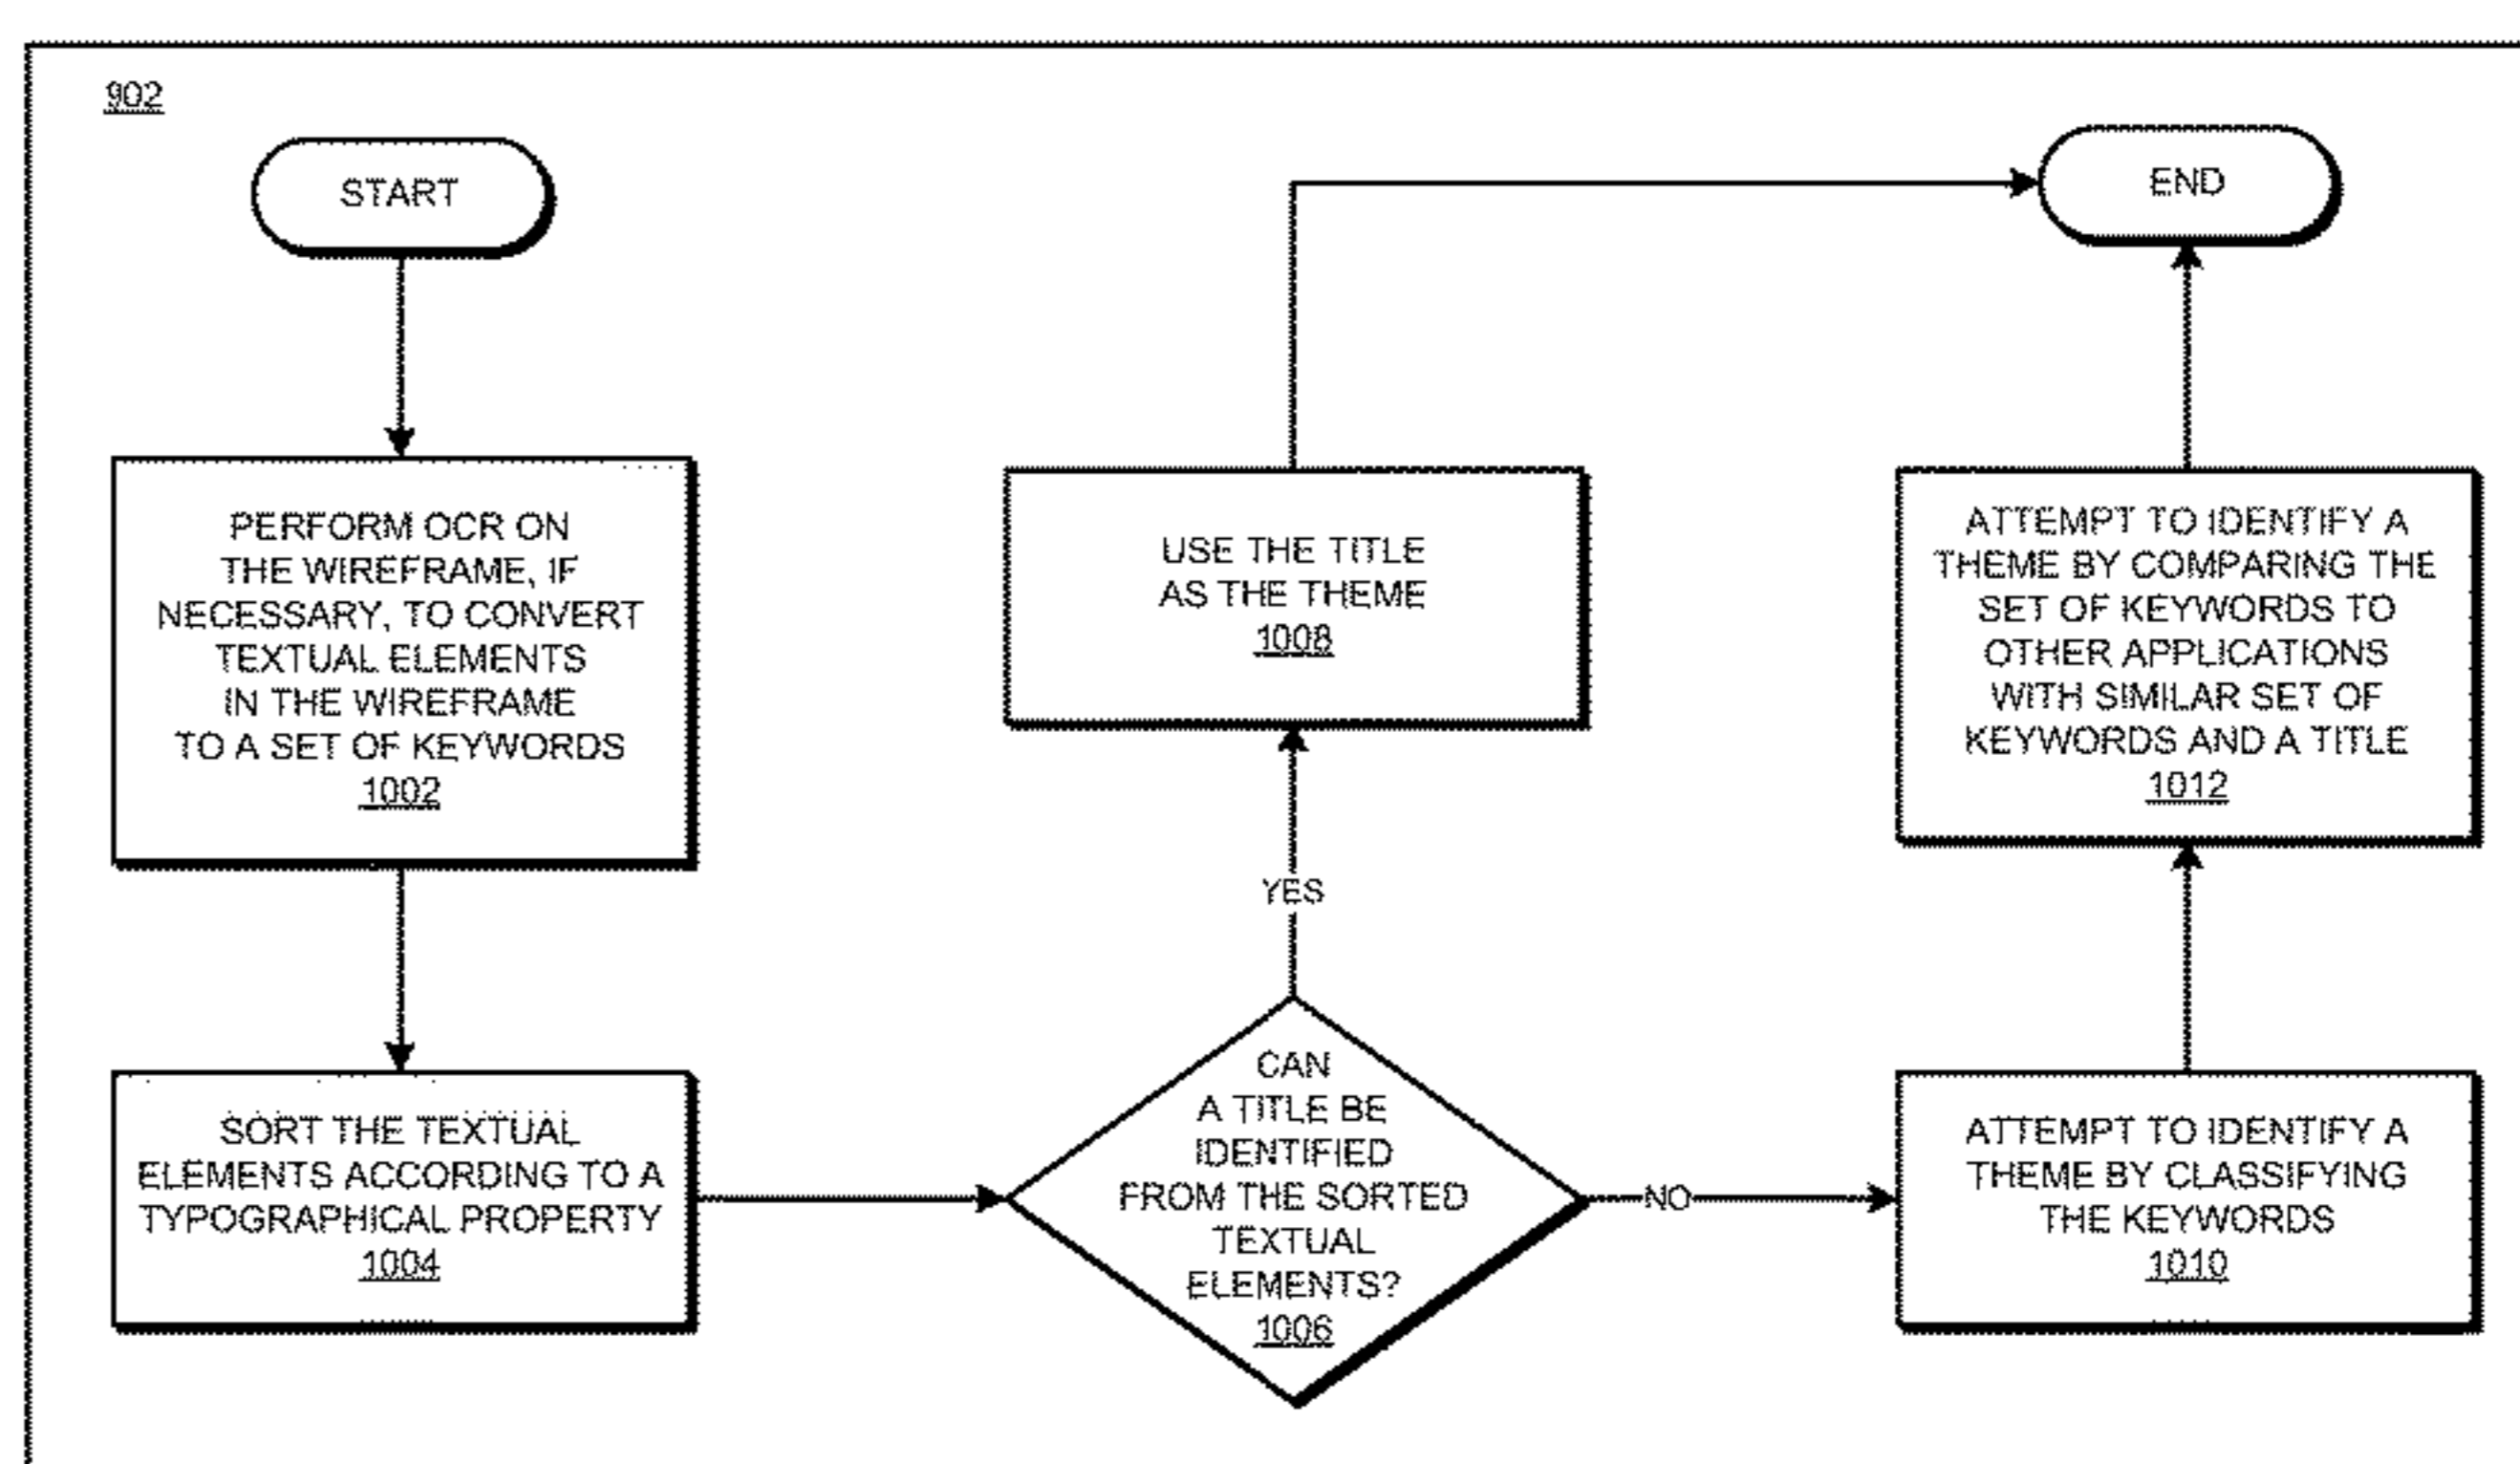 902
START
PERFORM OCR ON
THE WIREFRAME, IF
NECESSARY, TO CONVERT
TEXTUAL ELEMENTS
IN THE WIREFRAME
TO A SET OF KEYWORDS
1002
SORT THE TEXTUAL
ELEMENTS ACCORDING TO A
TYPOGRAPHICAL PROPERTY
1004
CAN
A TITLE BE
IDENTIFIED
FROM THE SORTED
TEXTUAL
ELEMENTS?
1006
YES
USE THE TITLE
AS THE THEME
1008
NO
ATTEMPT TO IDENTIFY A
THEME BY CLASSIFYING
THE KEYWORDS
1010
ATTEMPT TO IDENTIFY A
THEME BY COMPARING THE
SET OF KEYWORDS TO
OTHER APPLICATIONS
WITH SIMILAR SET OF
KEYWORDS AND A TITLE
1012
END